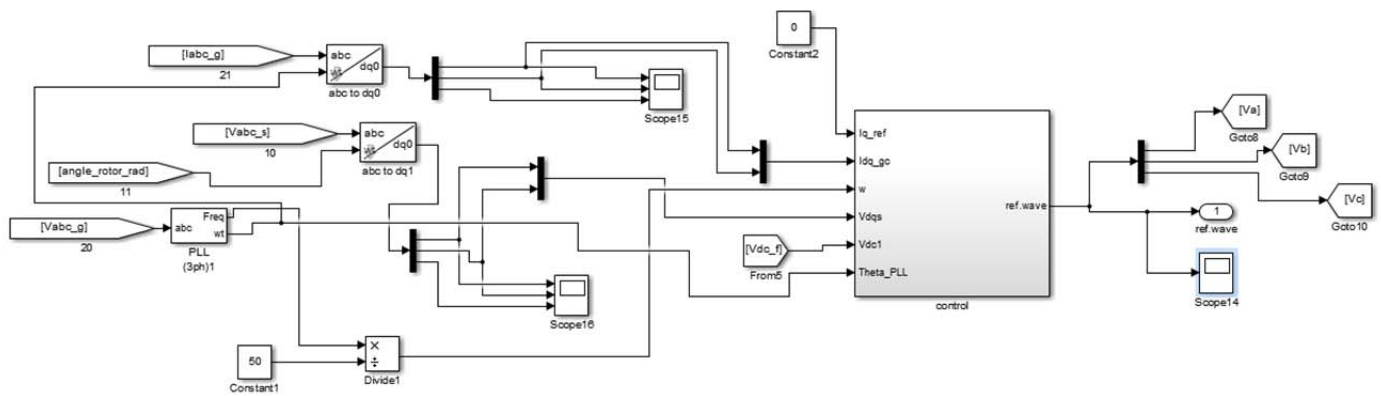 [Iabc_g]
21
abc
wt
dq0
abc to dq0
[Vabc_s]
10
abc
wt
dq0
abc to dq1
[angle_rotor_rad]
11
[Vabc_g]
20
abc
Freq
wt
PLL
(3ph)1
Scope15
Scope16
50
Constant1
×
÷
Divide1
0
Constant2
[Vdc_f]
From5
Iq_ref
Idq_gc
w
Vdqs
Vdc1
Theta_PLL
ref.wave
control
[Va]
Goto8
[Vb]
Goto9
[Vc]
Goto10
1
ref.wave
Scope14